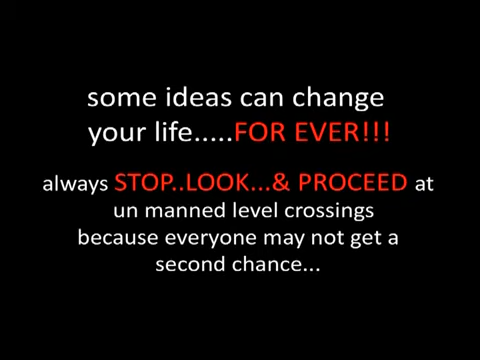 some ideas can change
your life.....FOR EVER!!!
always STOP..LOOK...& PROCEED at
un manned level crossings
because everyone may not get a
second chance...